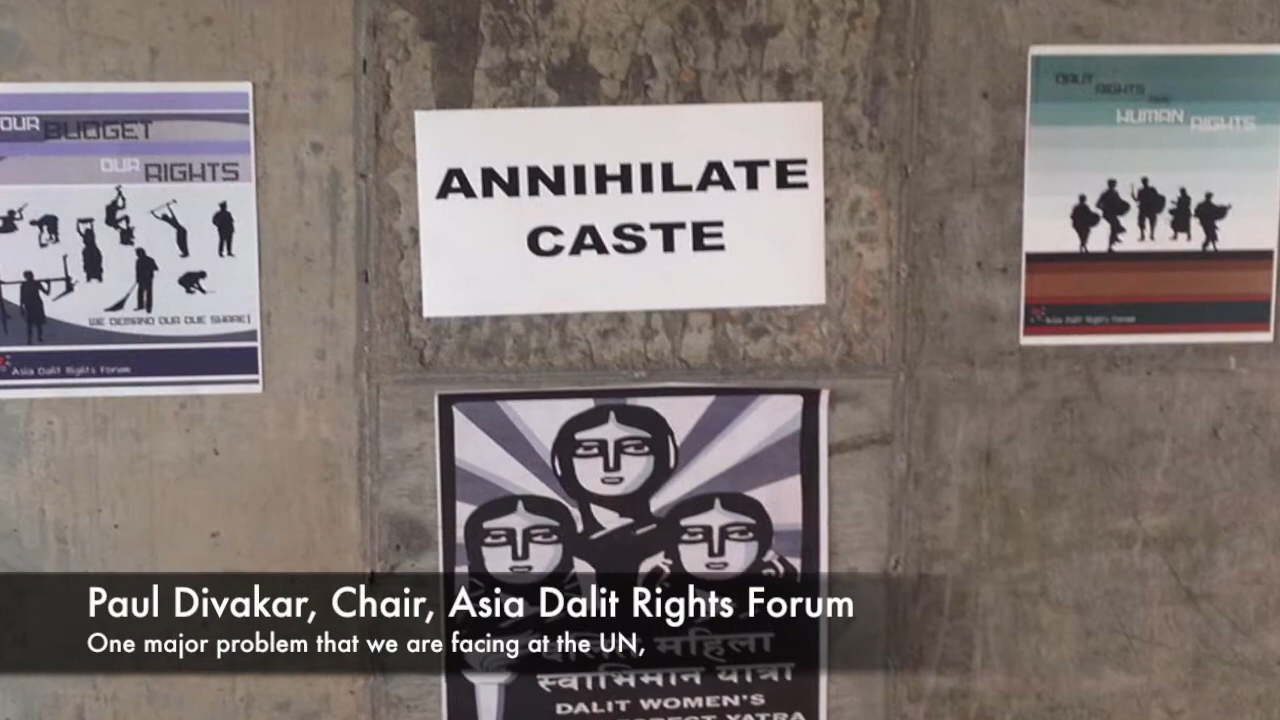 OUR BUDGET
OUR RIGHTS
WE DEMAND OUR DUE SHARE!
Asia Dalit Rights Forum
ANNIHILATE
CASTE
DALIT
RIGHTS
HUMAN RIGHTS
Asia Dalit Rights Forum
Paul Divakar, Chair, Asia Dalit Rights Forum
One major problem that we are facing at the UN,
दलित महिला
स्वाभिमान यात्रा
DALIT WOMEN'S
YATRA